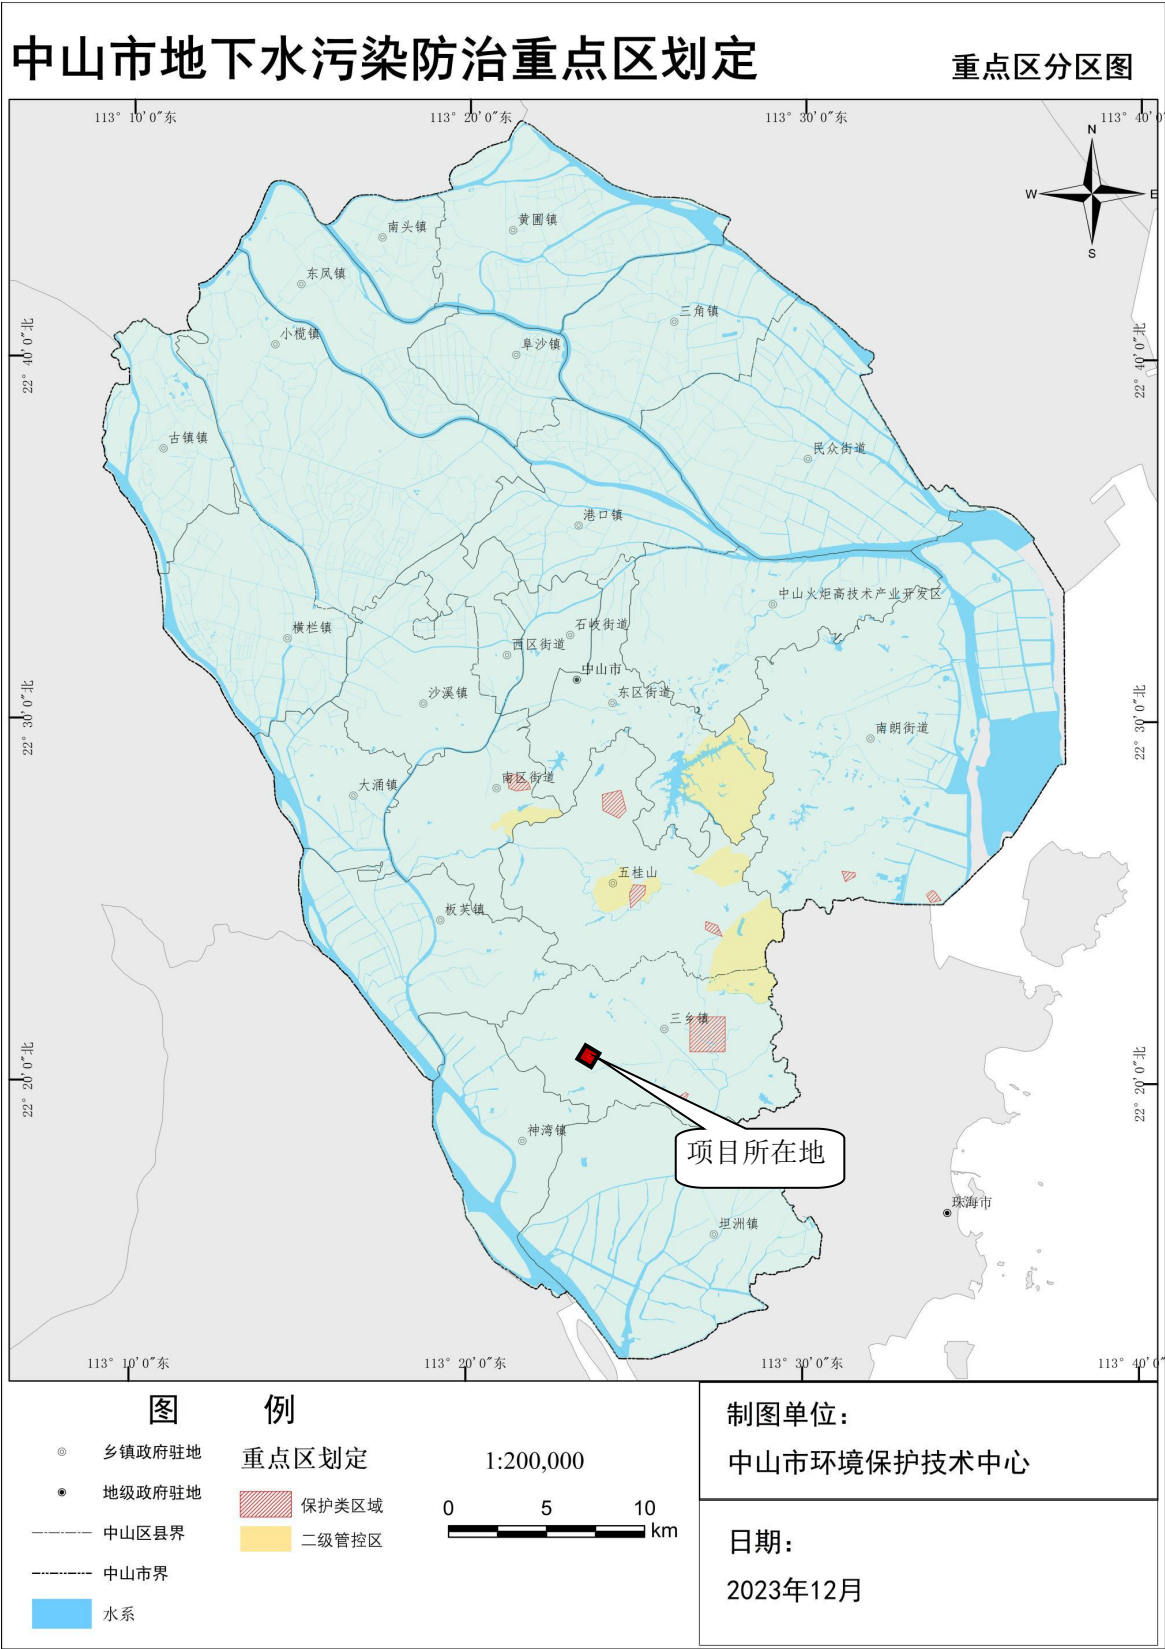 中山市地下水污染防治重点区划定
重点区分区图
113° 10′0″东
113° 20′0″东
113° 30′0″东
113° 40′0″
N
W
E
S
黄圃镇
南头镇
东凤镇
三角镇
小榄镇
阜沙镇
22° 40′0″北
22° 40′0″北
古镇镇
民众街道
港口镇
中山火炬高技术产业开发区
横栏镇
石岐街道
西区街道
中山市
沙溪镇
东区街道
22° 30′0″北
22° 30′0″北
南朗街道
大涌镇
南区街道
五桂山
板芙镇
三乡镇
22° 20′0″北
22° 20′0″北
神湾镇
项目所在地
珠海市
坦洲镇
113° 10′0″东
113° 20′0″东
113° 30′0″东
113° 40′0″东
图 例
乡镇政府驻地
地级政府驻地
中山区县界
中山市界
水系
重点区划定
保护类区域
二级管控区
1:200,000
0 5 10
km
制图单位：
中山市环境保护技术中心
日期：
2023年12月